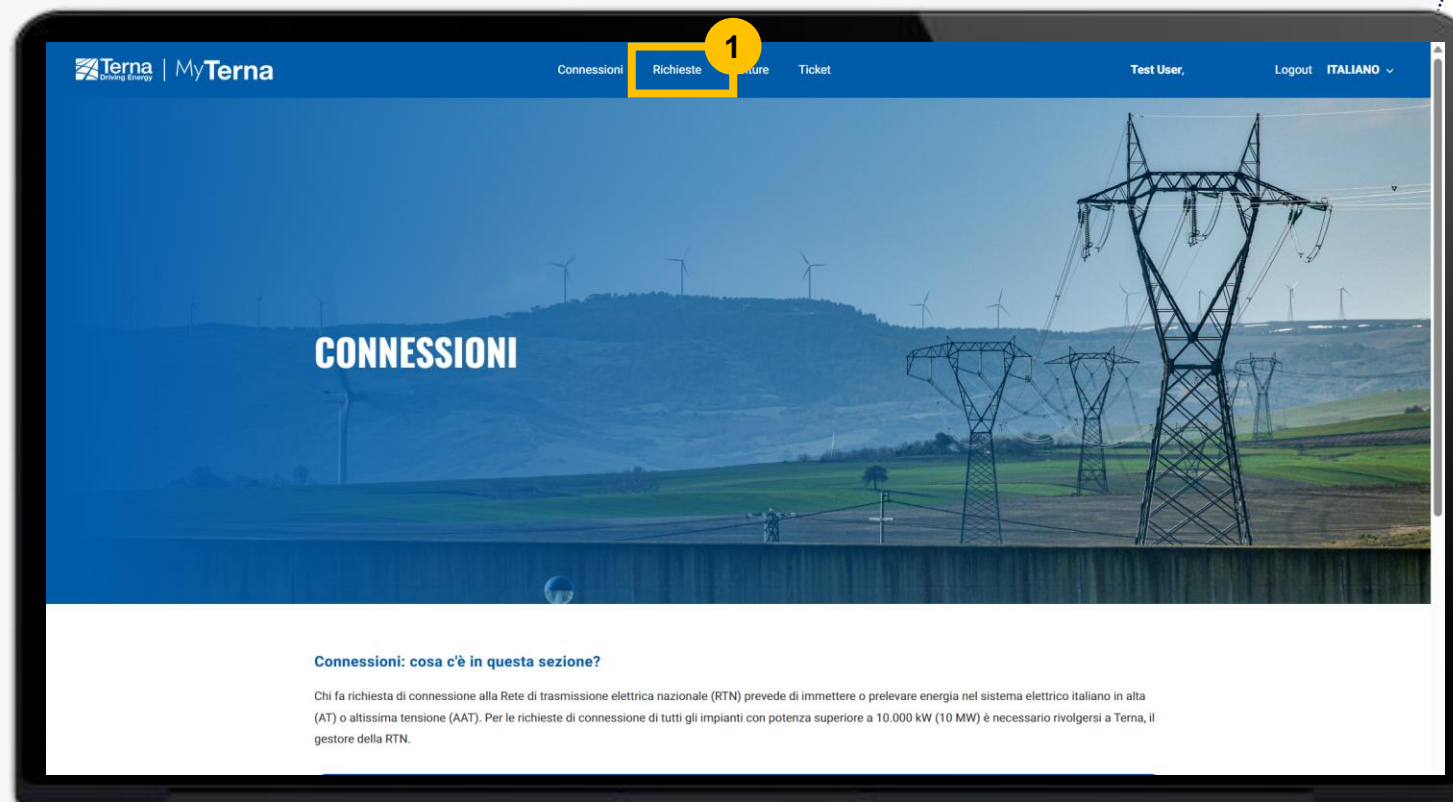 Terna
Driving Energy
MyTerna
Connessioni
Richieste
1
Ticket
Test User,
Logout
ITALIANO
CONNESSIONI
Connessioni: cosa c'è in questa sezione?
Chi fa richiesta di connessione alla Rete di trasmissione elettrica nazionale (RTN) prevede di immettere o prelevare energia nel sistema elettrico italiano in alta
(AT) o altissima tensione (AAT). Per le richieste di connessione di tutti gli impianti con potenza superiore a 10.000 kW (10 MW) è necessario rivolgersi a Terna, il
gestore della RTN.